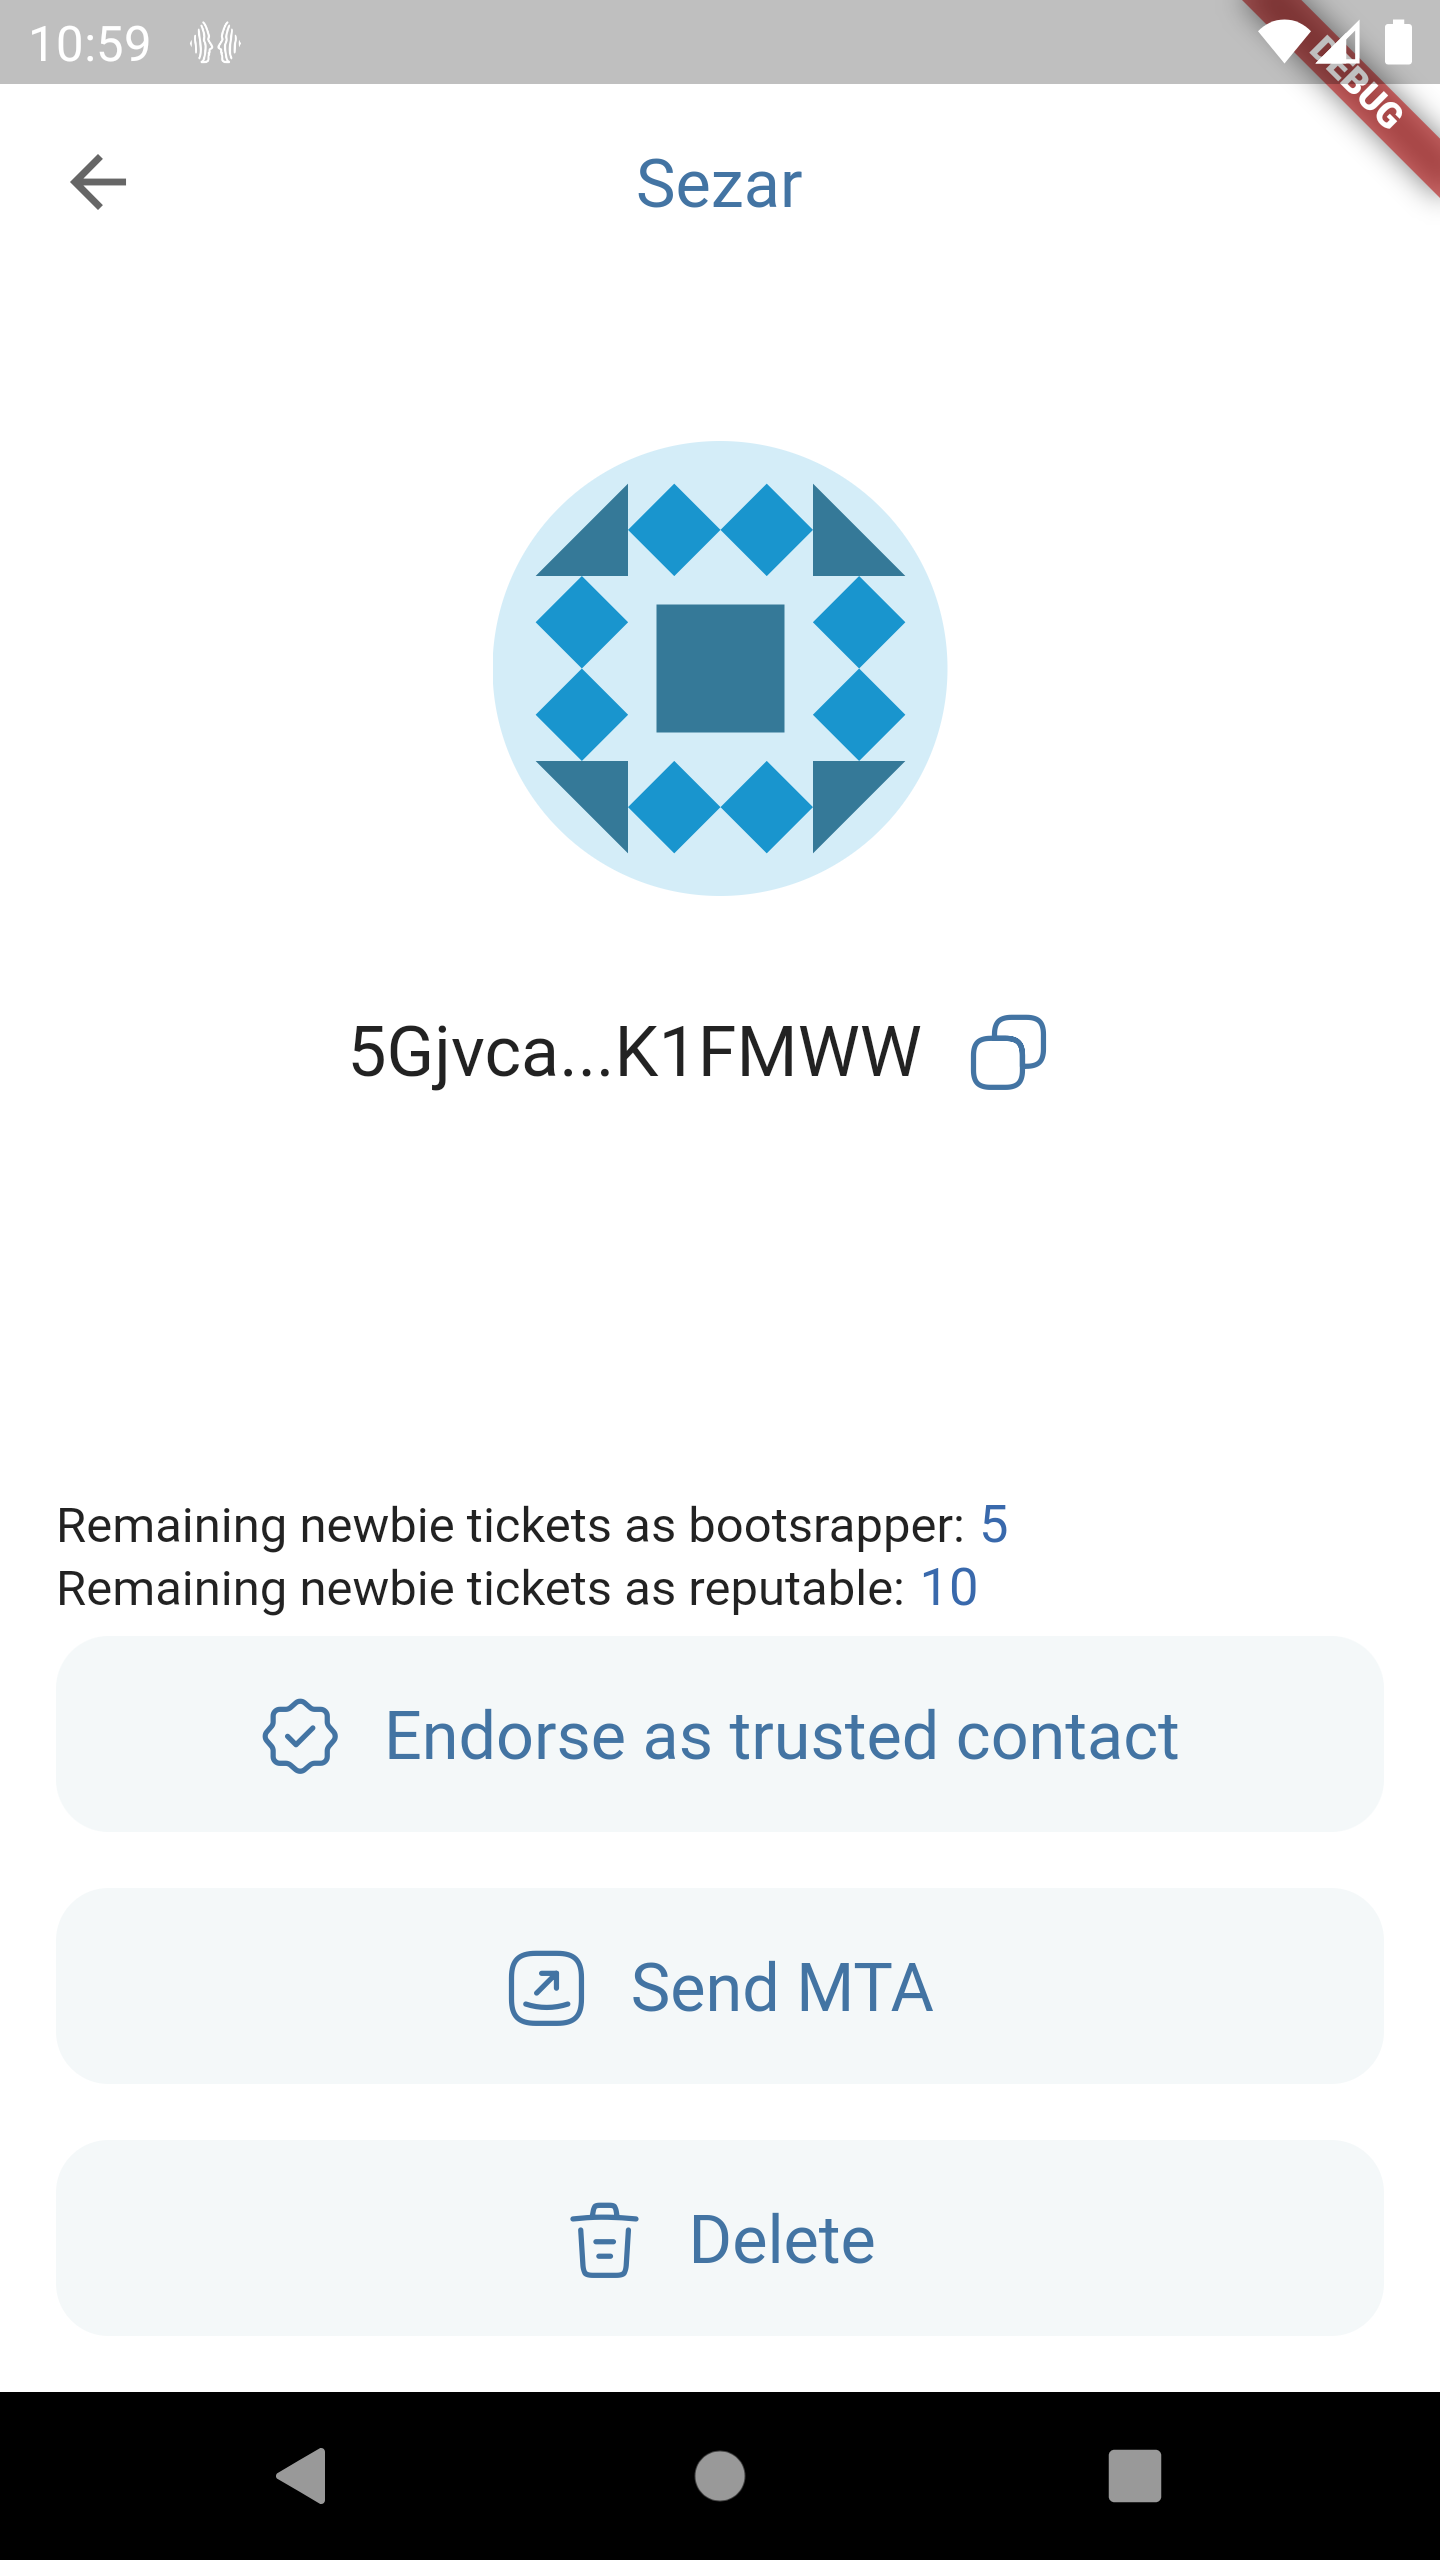 10:59
DEBUG
Sezar
5Gjvca...K1FMWW
Remaining newbie tickets as bootsrapper: 5
Remaining newbie tickets as reputable: 10
Endorse as trusted contact
Send MTA
Delete